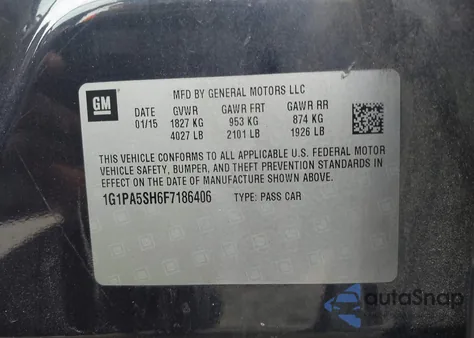 MFD BY GENERAL MOTORS LLC
GM
DATE GVWR GAWR FRT GAWR RR
01/15 1827 KG 953 KG 874 KG
4027 LB 2101 LB 1926 LB
THIS VEHICLE CONFORMS TO ALL APPLICABLE U.S. FEDERAL MOTOR
VEHICLE SAFETY, BUMPER, AND THEFT PREVENTION STANDARDS IN
EFFECT ON THE DATE OF MANUFACTURE SHOWN ABOVE.
1G1PA5SH6F7186406 TYPE: PASS CAR
autoSnap